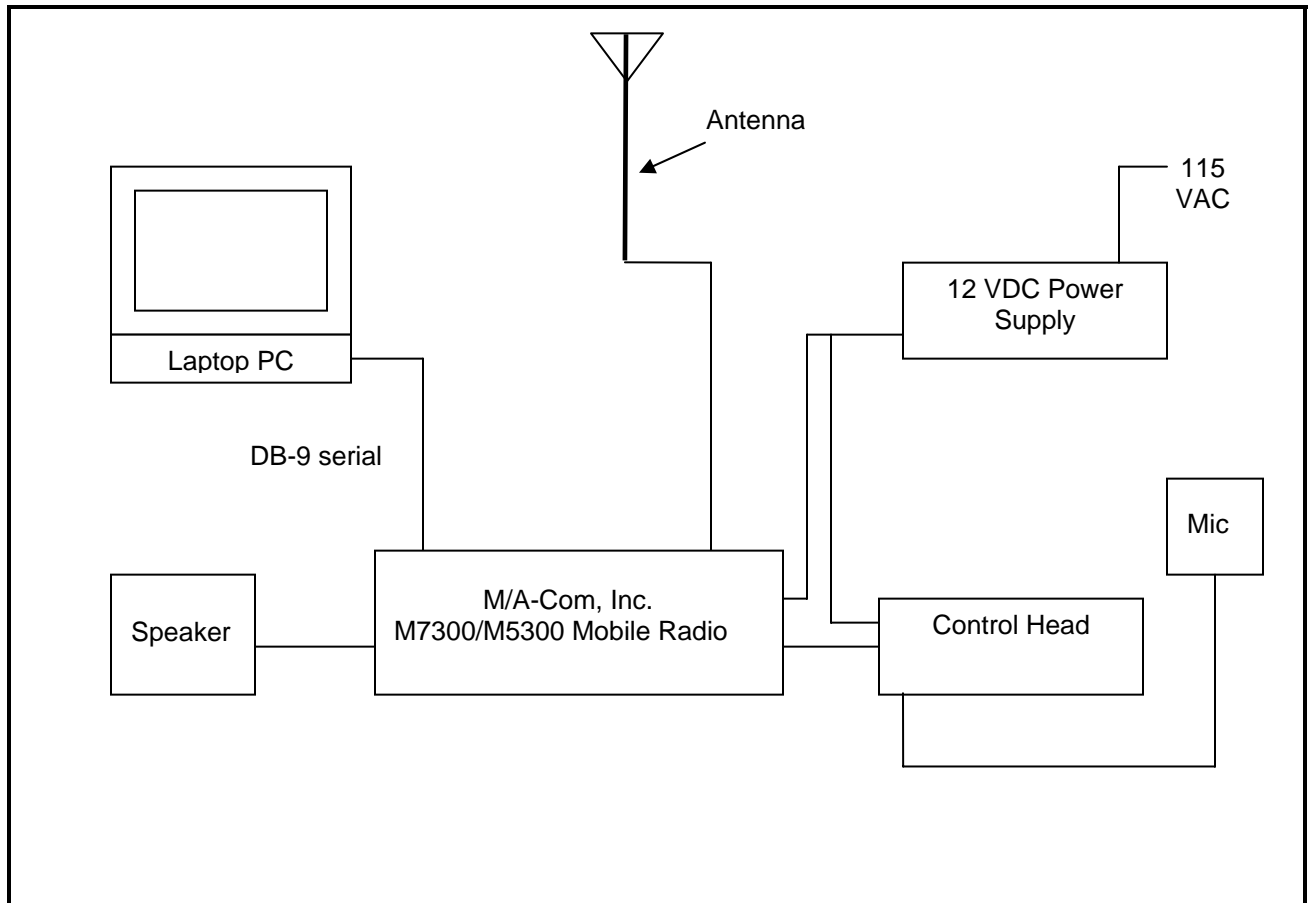 Antenna
115
VAC
12 VDC Power
Supply
Laptop PC
DB-9 serial
Mic
M/A-Com, Inc.
M7300/M5300 Mobile Radio
Speaker
Control Head